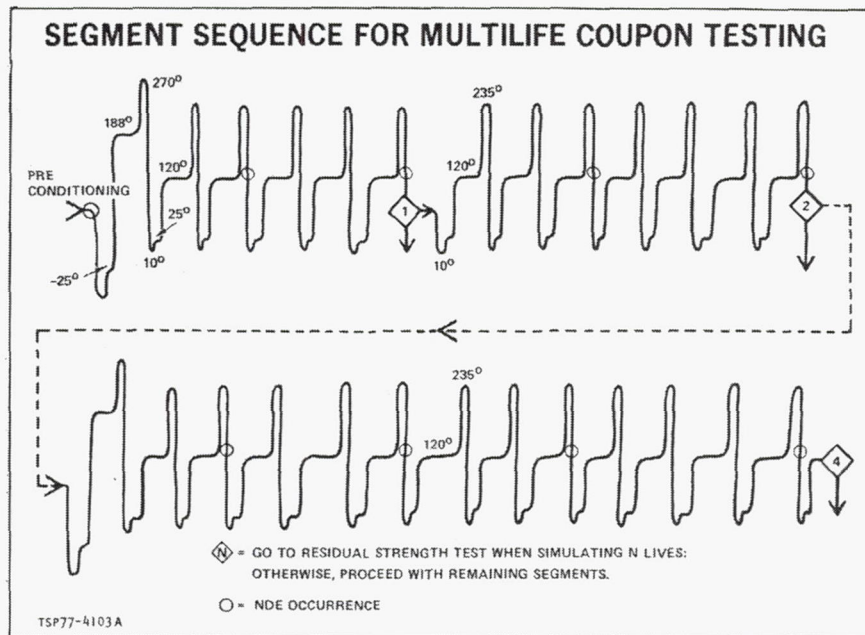 SEGMENT SEQUENCE FOR MULTILIFE COUPON TESTING
270°
188°
235°
120°
120°
PRE
CONDITIONING
25°
1
2
-25°
10°
10°
235°
120°
4
N = GO TO RESIDUAL STRENGTH TEST WHEN SIMULATING N LIVES:
OTHERWISE, PROCEED WITH REMAINING SEGMENTS.
= NDE OCCURRENCE
TSP77-4103A